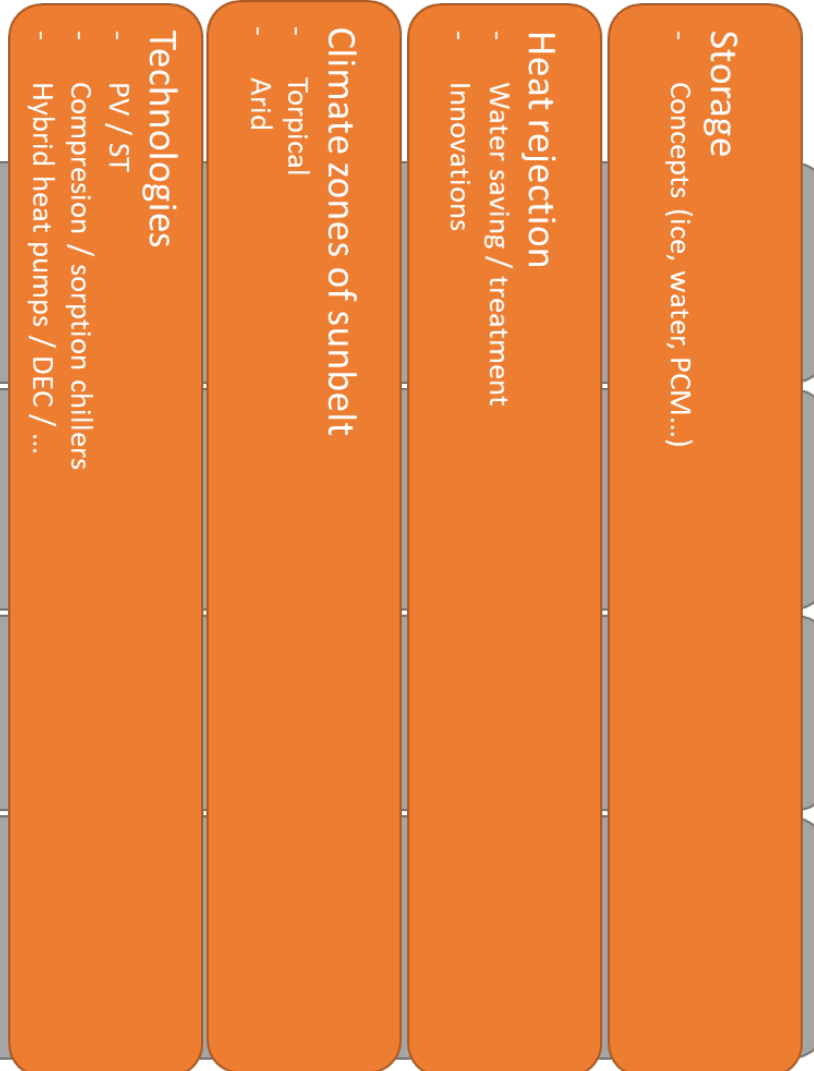 Technologies
- PV / ST
- Compresion / sorption chillers
- Hybrid heat pumps / DEC / ...
Climate zones of sunbelt
- Torpical
- Arid
Heat rejection
- Water saving / treatment
- Innovations
Storage
- Concepts (ice, water, PCM...)